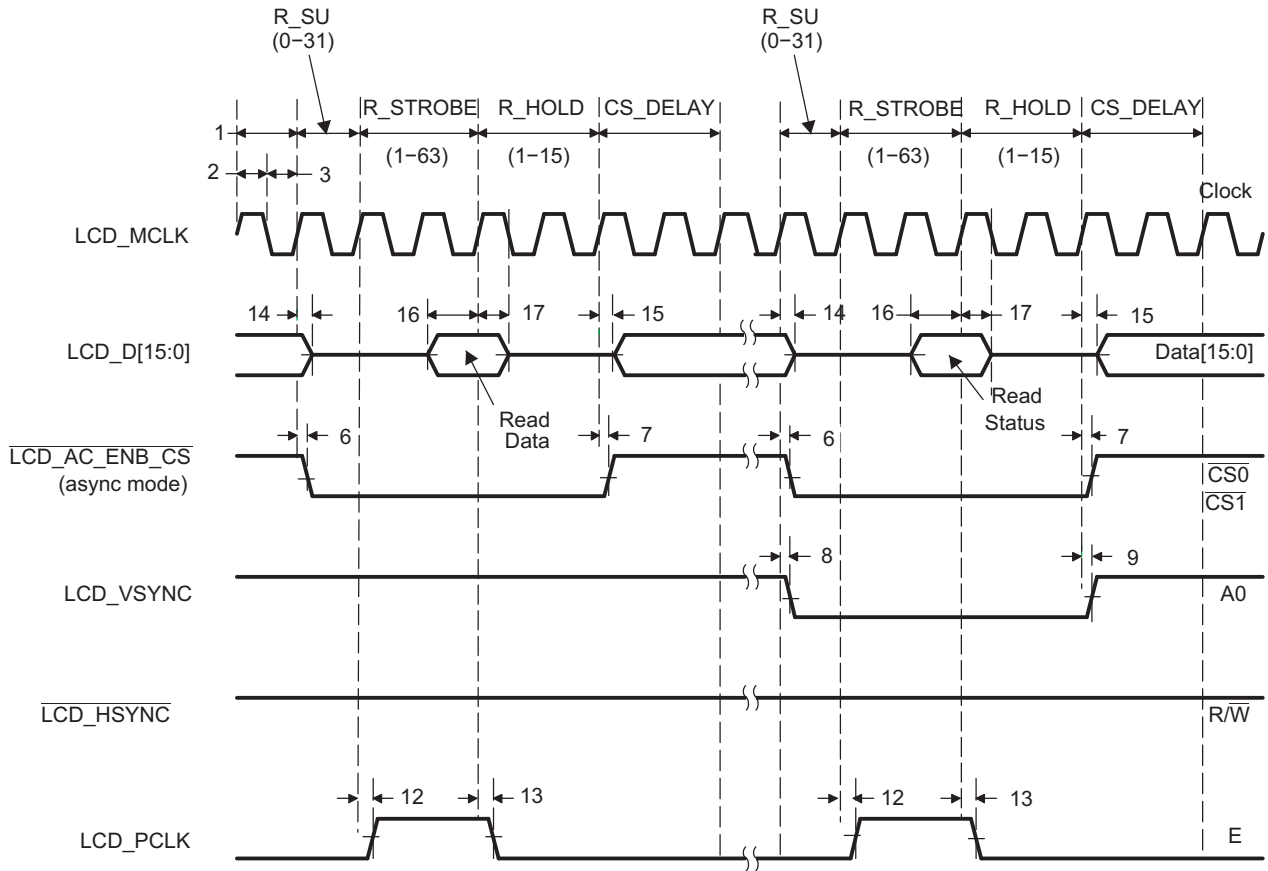 R_SU
(0−31)
R_SU
(0−31)
R_STROBE R_HOLD CS_DELAY R_STROBE R_HOLD CS_DELAY
1
(1−63) (1−15) (1−63) (1−15)
2 3
Clock
LCD_MCLK
14 16 17 15 14 16 17 15
LCD_D[15:0] Data[15:0]
Read
Data
Read
Status
6 7 6 7
LCD_AC_ENB_CS
(async mode)
CS0
CS1
8 9
LCD_VSYNC A0
LCD_HSYNC R/W
12 13 12 13
LCD_PCLK E